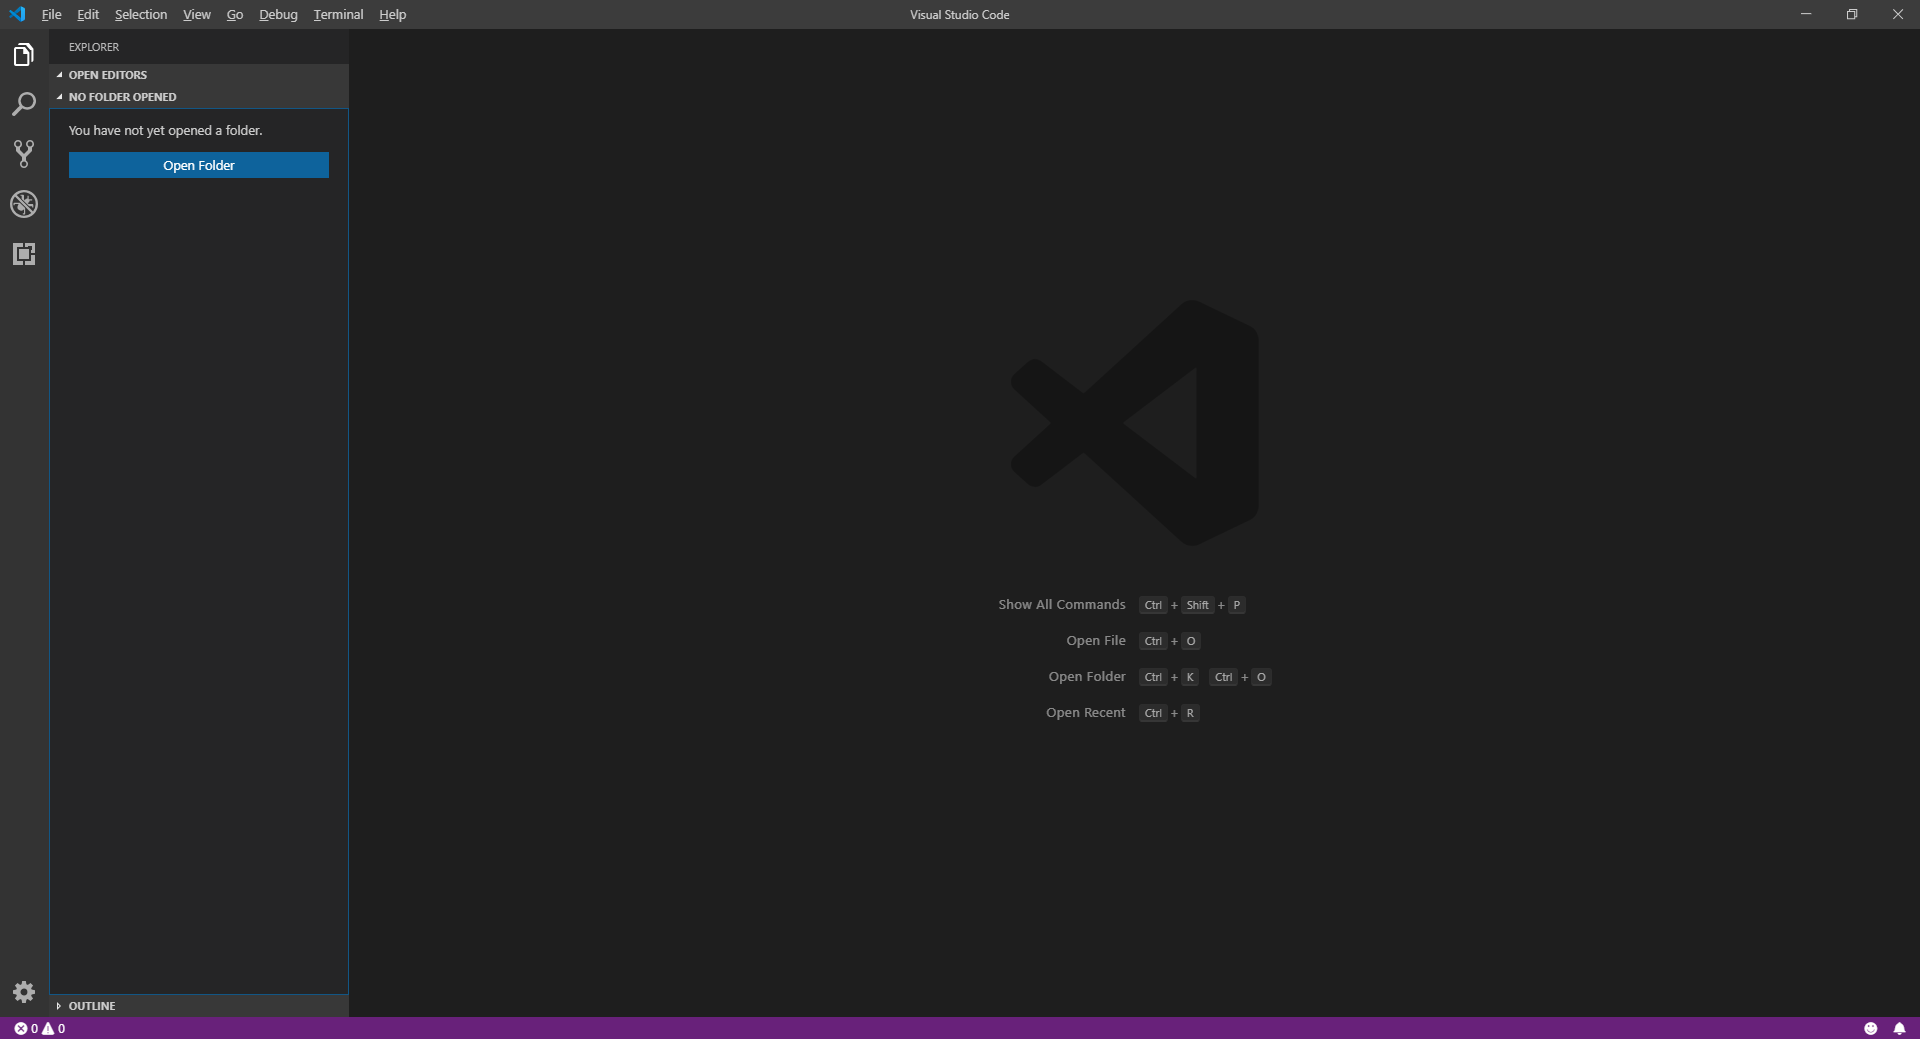 File Edit Selection View Go Debug Terminal Help
Visual Studio Code
EXPLORER
OPEN EDITORS
NO FOLDER OPENED
You have not yet opened a folder.
Open Folder
Show All Commands Ctrl + Shift + P
Open File Ctrl + O
Open Folder Ctrl + K Ctrl + O
Open Recent Ctrl + R
OUTLINE
0 0